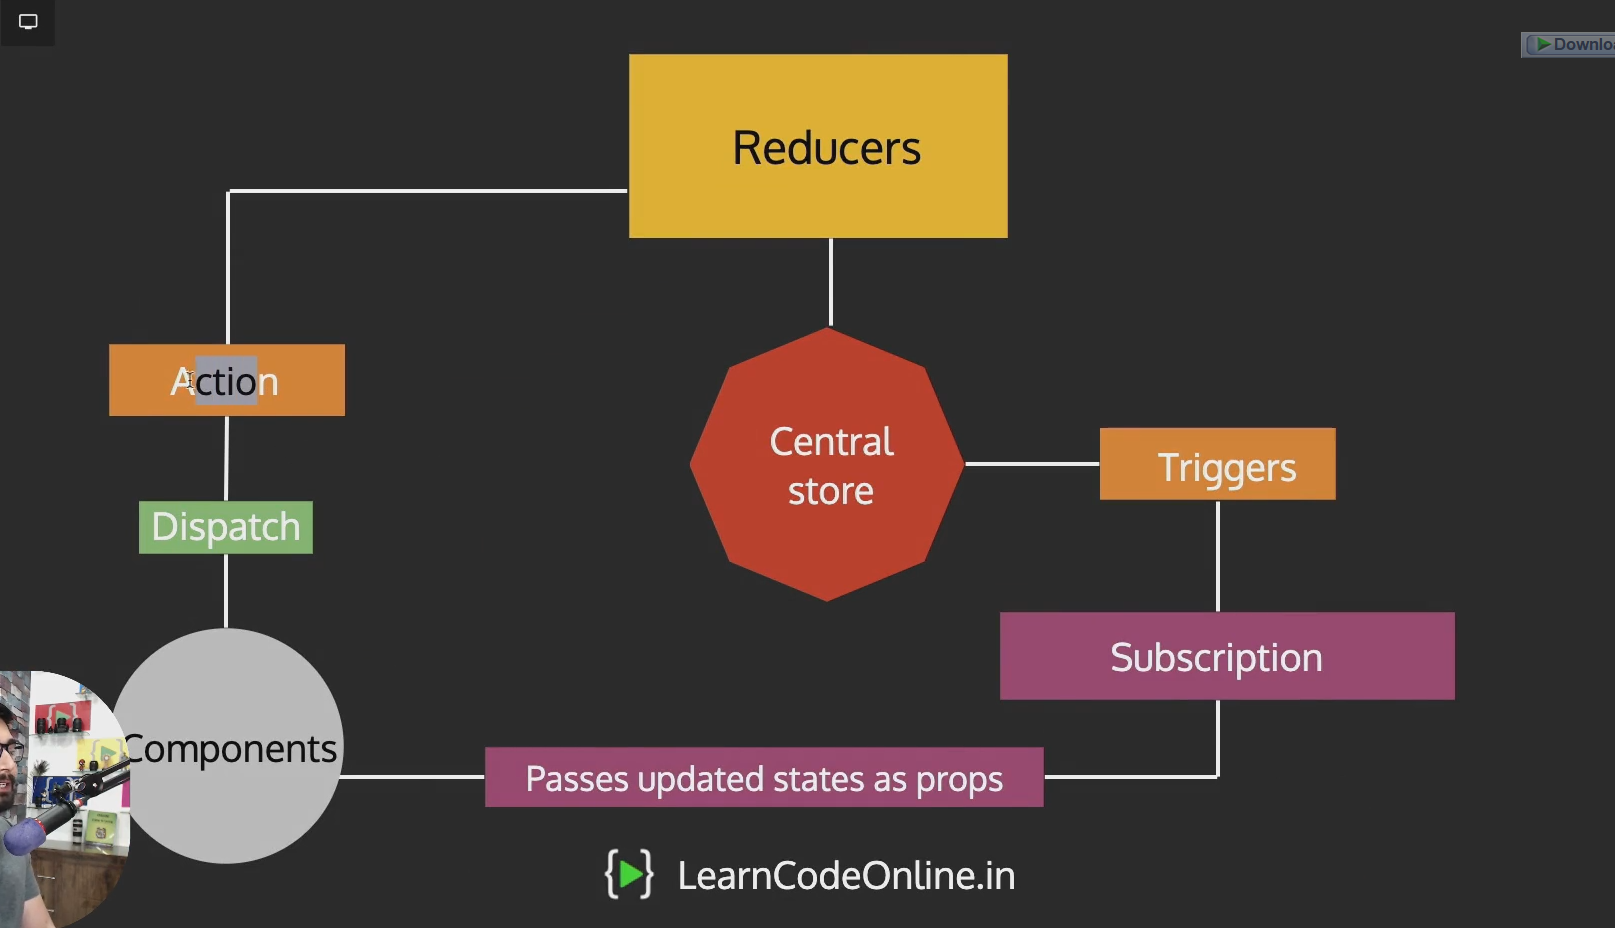 Downlo
Reducers
Action
Central
store
Triggers
Dispatch
Subscription
Components
Passes updated states as props
LearnCodeOnline.in